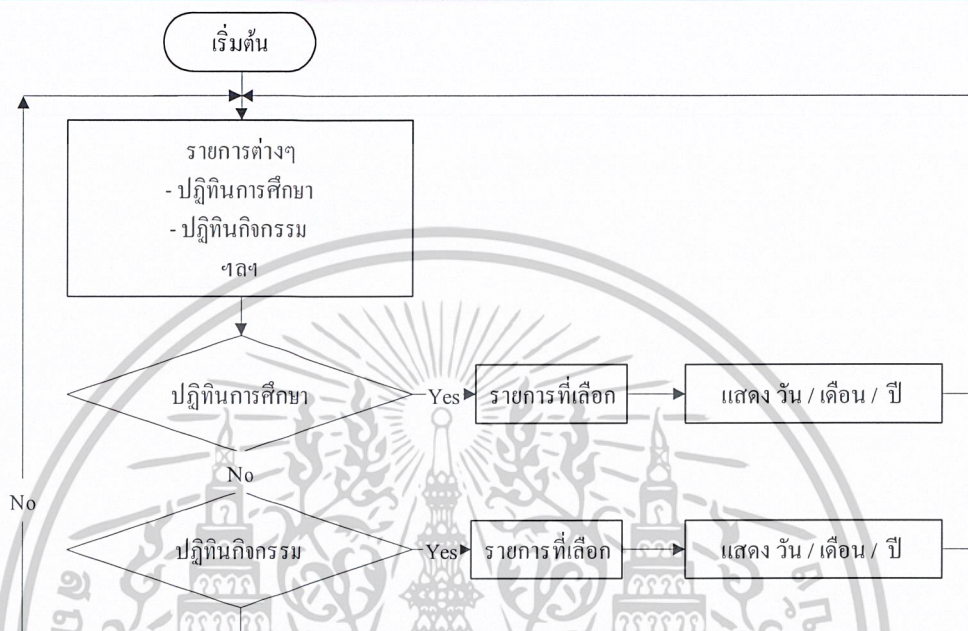 เริ่มต้น
รายการต่างๆ
- ปฏิทินการศึกษา
- ปฏิทินกิจกรรม
ฯลฯ
ปฏิทินการศึกษา
Yes
รายการที่เลือก
แสดง วัน / เดือน / ปี
No
No
ปฏิทินกิจกรรม
Yes
รายการที่เลือก
แสดง วัน / เดือน / ปี